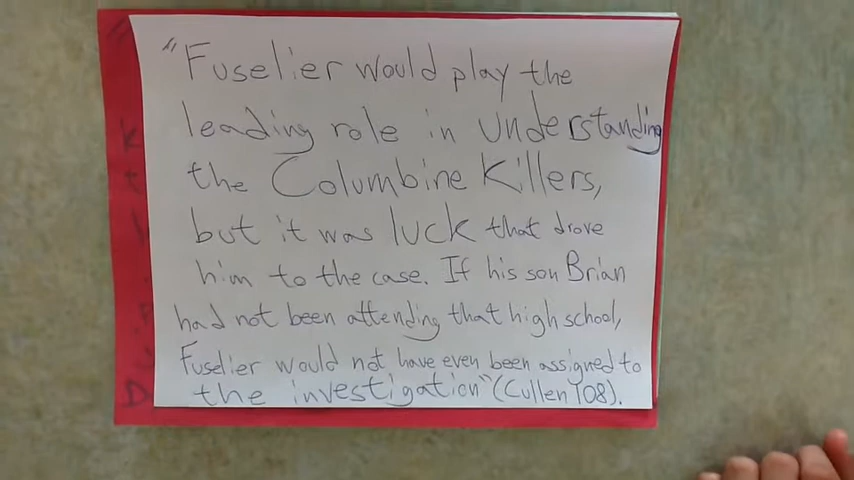 "Fuselier would play the
leading role in understanding
the Columbine Killers,
but it was luck that drove
him to the case. If his son Brian
had not been attending that high school,
Fuselier would not have even been assigned to
the investigation" (Cullen 108).